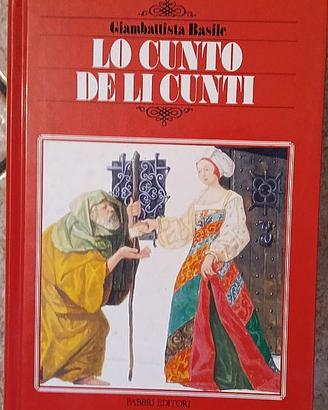 Giambattista Basile
LO CUNTO
DE LI CUNTI
FABBRI EDITORI